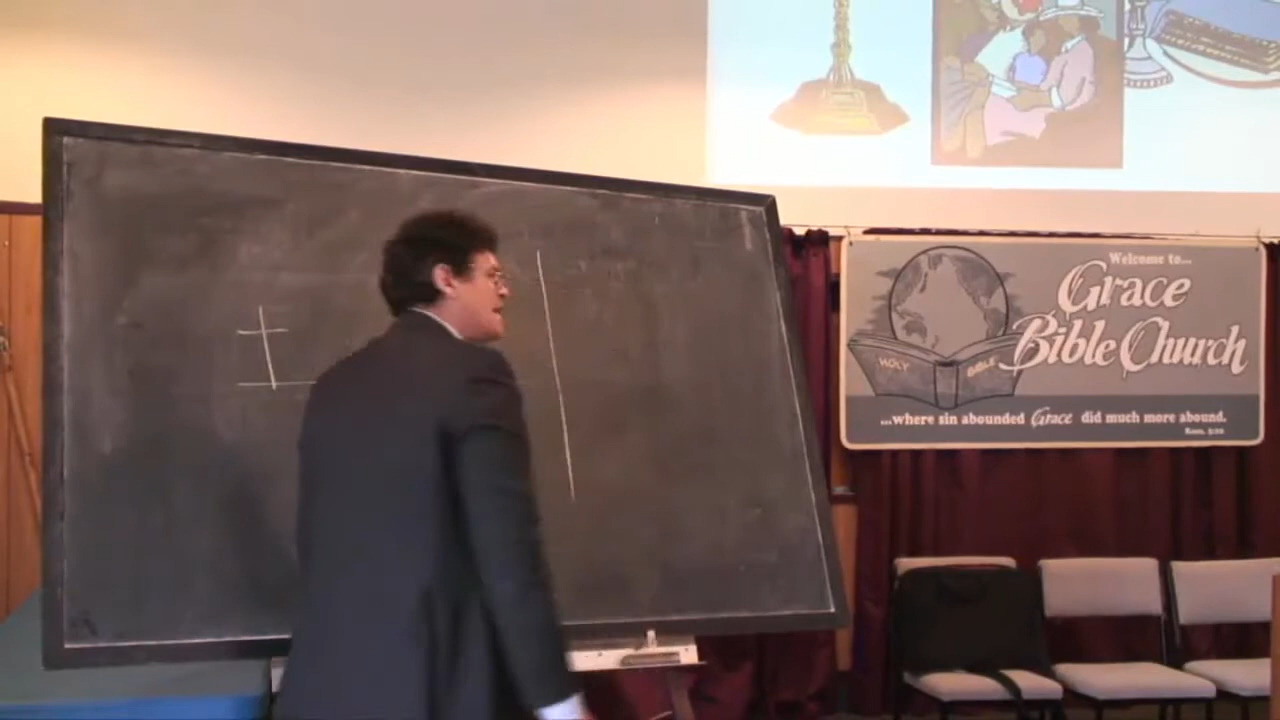 Welcome to...
Grace
Bible Church
HOLY
BIBLE
...where sin abounded Grace did much more abound.
Rom. 5:20